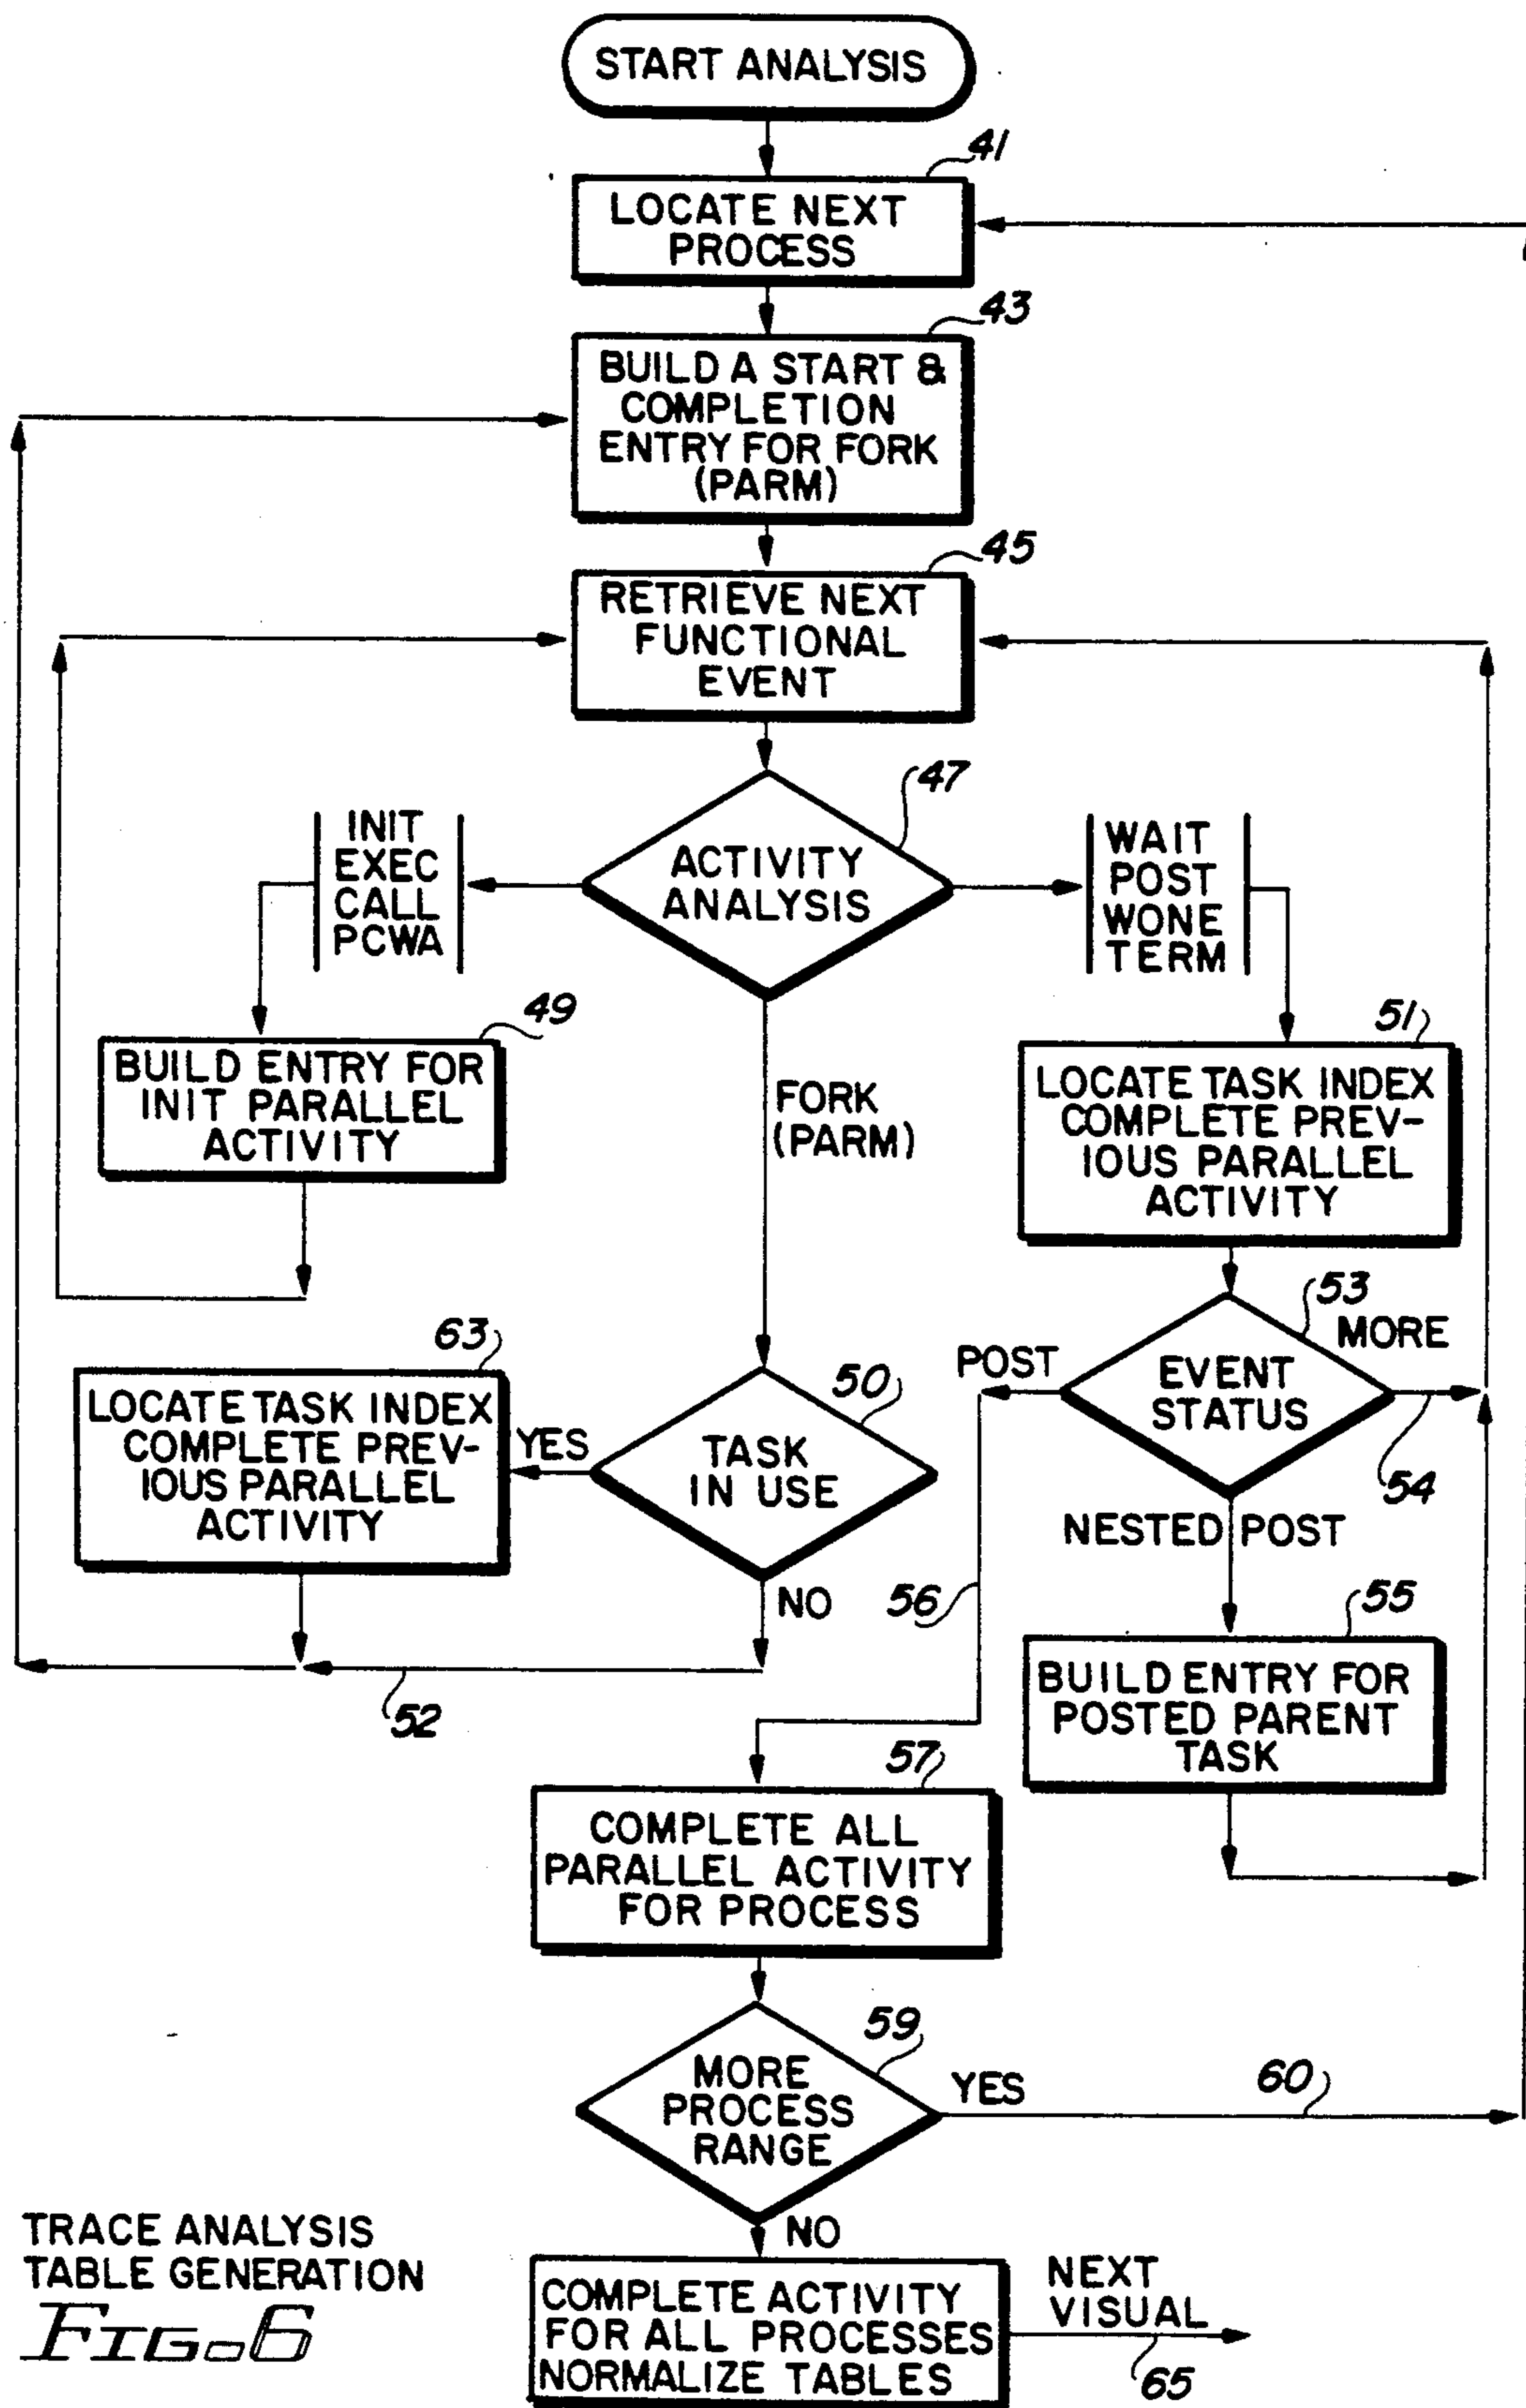 START ANALYSIS
41
LOCATE NEXT
PROCESS
43
BUILD A START &
COMPLETION
ENTRY FOR FORK
(PARM)
45
RETRIEVE NEXT
FUNCTIONAL
EVENT
47
ACTIVITY
ANALYSIS
INIT
EXEC
CALL
PCWA
WAIT
POST
WONE
TERM
49
BUILD ENTRY FOR
INIT PARALLEL
ACTIVITY
FORK
(PARM)
51
LOCATE TASK INDEX
COMPLETE PREV-
IOUS PARALLEL
ACTIVITY
53
MORE
POST
EVENT
STATUS
54
NESTED POST
63
LOCATE TASK INDEX
COMPLETE PREV-
IOUS PARALLEL
ACTIVITY
YES
50
TASK
IN USE
NO
52
56
55
BUILD ENTRY FOR
POSTED PARENT
TASK
57
COMPLETE ALL
PARALLEL ACTIVITY
FOR PROCESS
59
MORE
PROCESS
RANGE
YES
60
NO
COMPLETE ACTIVITY
FOR ALL PROCESSES
NORMALIZE TABLES
NEXT
VISUAL
65
TRACE ANALYSIS
TABLE GENERATION
FIG. 6